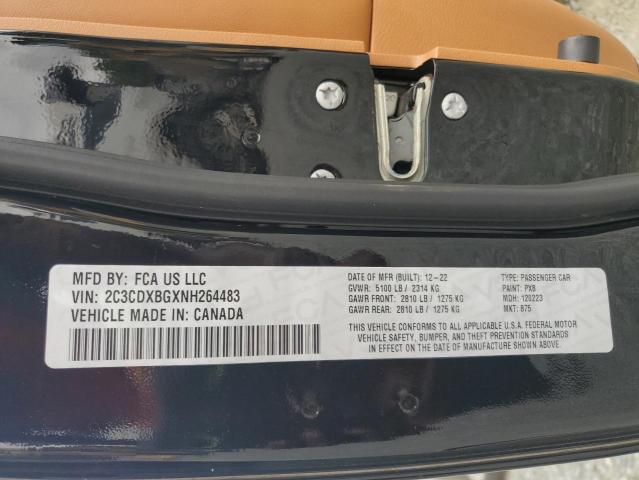 MFD BY: FCA US LLC
VIN: 2C3CDXBGXNH264483
VEHICLE MADE IN: CANADA
DATE OF MFR (BUILT): 12-22
GVWR: 5100 LB / 2314 KG
GAWR FRONT: 2810 LB / 1275 KG
GAWR REAR: 2810 LB / 1275 KG
TYPE: PASSENGER CAR
PAINT: PX8
MDH: 120223
MKT: 875
THIS VEHICLE CONFORMS TO ALL APPLICABLE U.S.A. FEDERAL MOTOR
VEHICLE SAFETY, BUMPER, AND THEFT PREVENTION STANDARDS
IN EFFECT ON THE DATE OF MANUFACTURE SHOWN ABOVE.